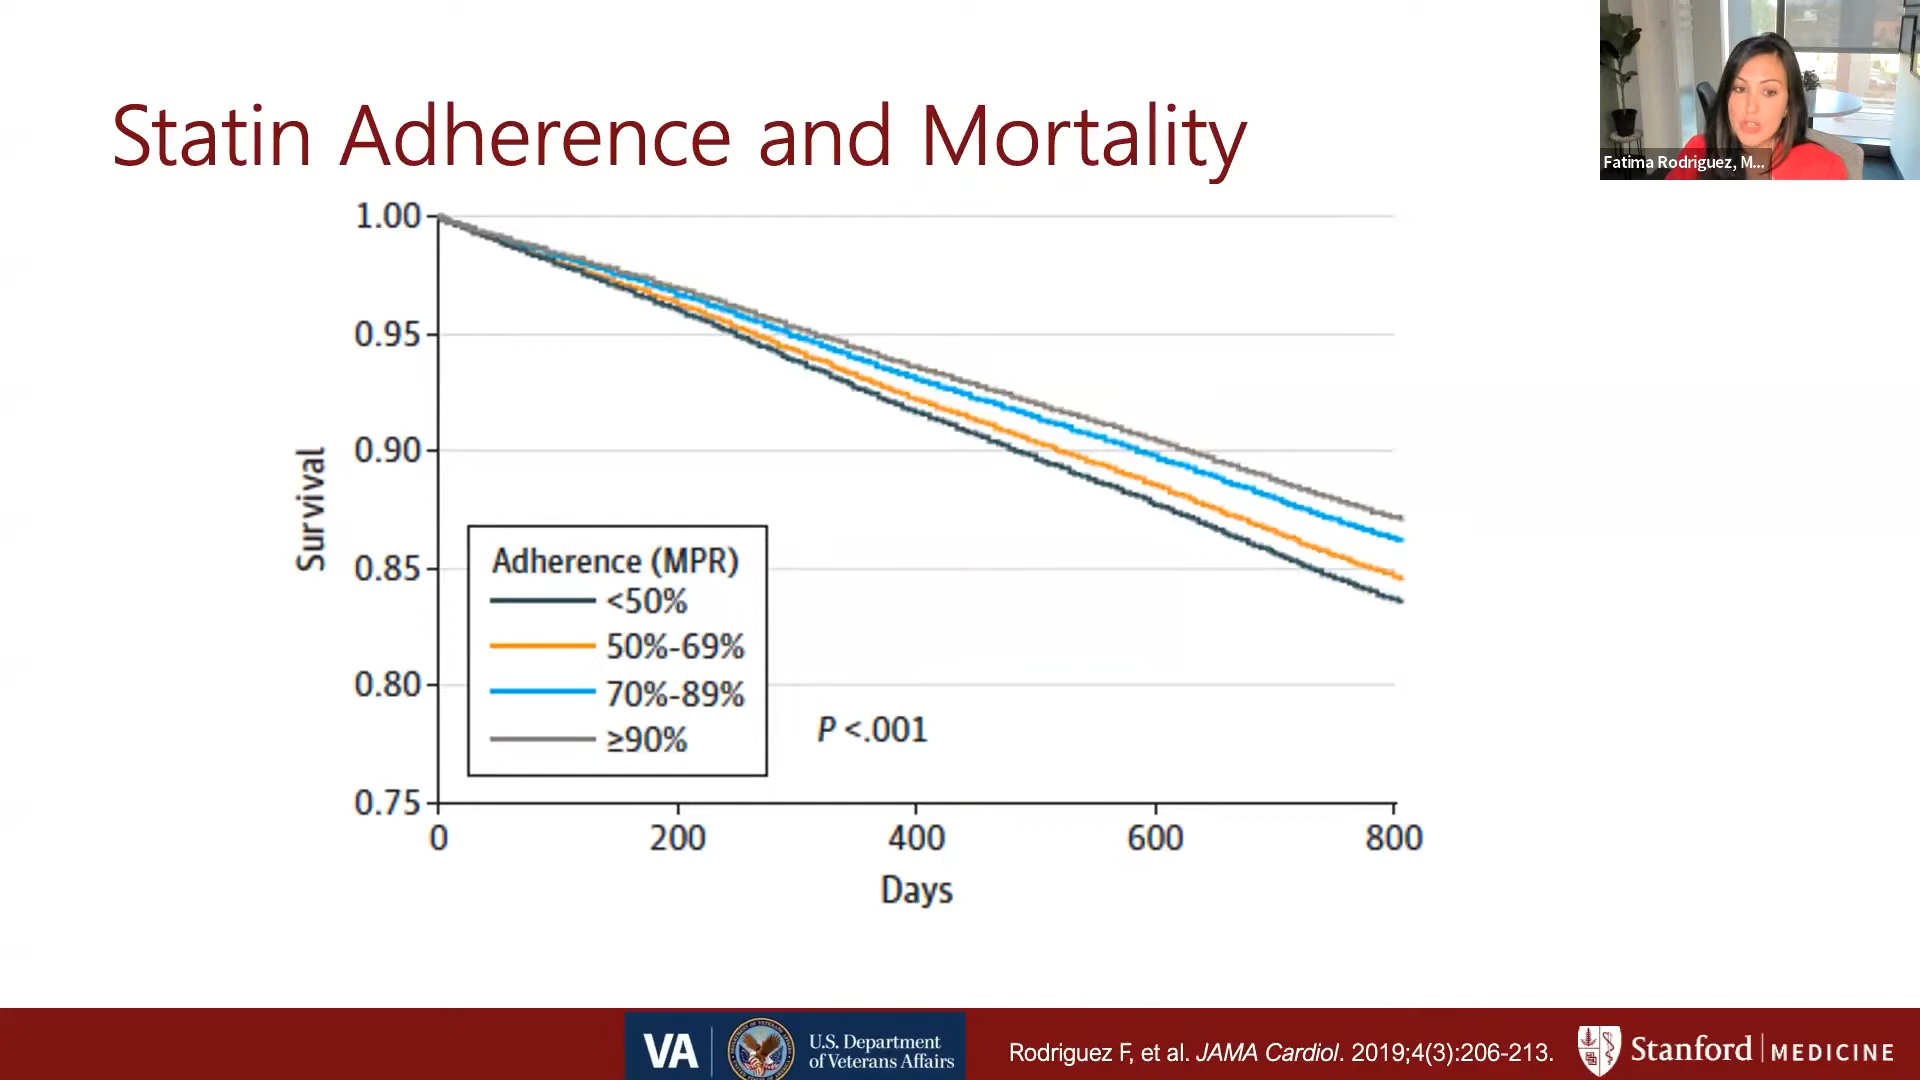 Statin Adherence and Mortality
Fatima Rodriguez, M...
1.00
0.95
0.90
0.85
0.80
0.75
Survival
Adherence (MPR)
<50%
50%-69%
70%-89%
≥90%
P <.001
0 200 400 600 800
Days
VA
U.S. Department
of Veterans Affairs
Rodriguez F, et al. JAMA Cardiol. 2019;4(3):206-213.
Stanford MEDICINE